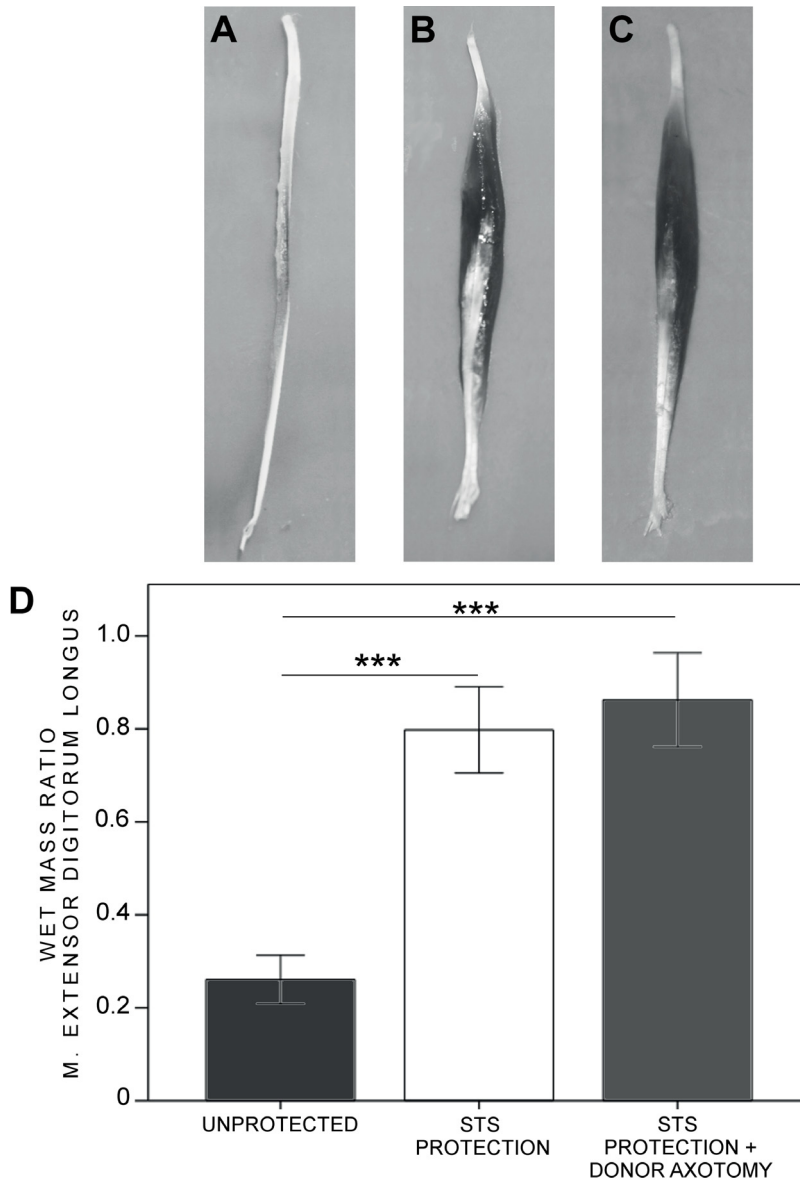 A
B
C
D
WET MASS RATIO
M. EXTENSOR DIGITORUM LONGUS
1.0
0.8
0.6
0.4
0.2
0
***
***
UNPROTECTED
STS
PROTECTION
STS
PROTECTION +
DONOR AXOTOMY